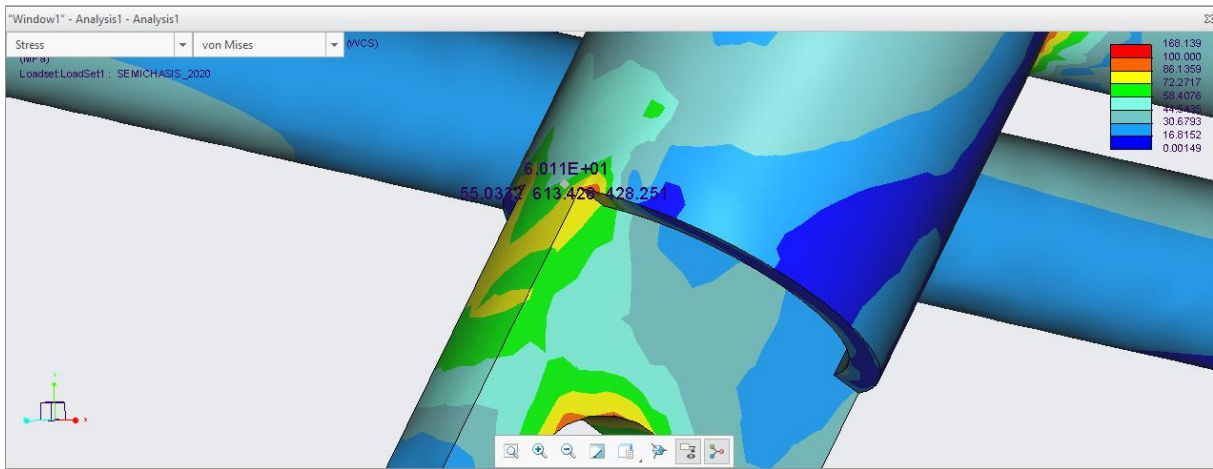 "Window1" - Analysis1 - Analysis1
Stress von Mises (WCS)
(MPa)
Loadset:LoadSet1 : SEMICHASIS_2020
168.139
100.000
86.1359
72.2717
58.4076
44.5435
30.6793
16.8152
0.00149
6.011E+01
55.0332 613.426 428.251
Y
X